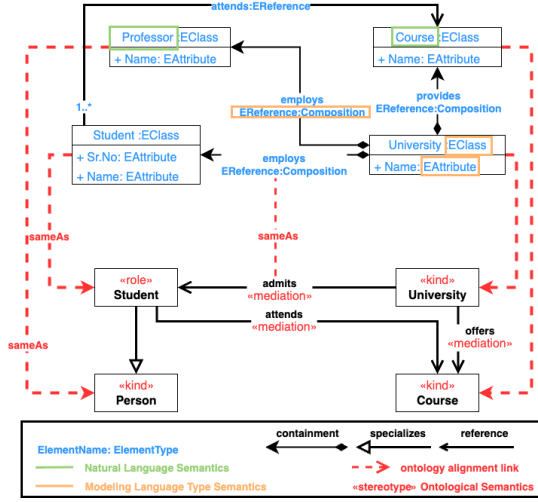 attends:EReference
Professor :EClass
+ Name: EAttribute
Course :EClass
+ Name: EAttribute
employs
EReference:Composition
provides
EReference:Composition
1..*
Student :EClass
+ Sr.No: EAttribute
+ Name: EAttribute
employs
EReference:Composition
University :EClass
+ Name: EAttribute
sameAs
sameAs
«role»
Student
admits
«mediation»
«kind»
University
attends
«mediation»
offers
«mediation»
sameAs
«kind»
Person
«kind»
Course
containment
specializes
reference
ElementName: ElementType
Natural Language Semantics
ontology alignment link
Modeling Language Type Semantics
«stereotype» Ontological Semantics